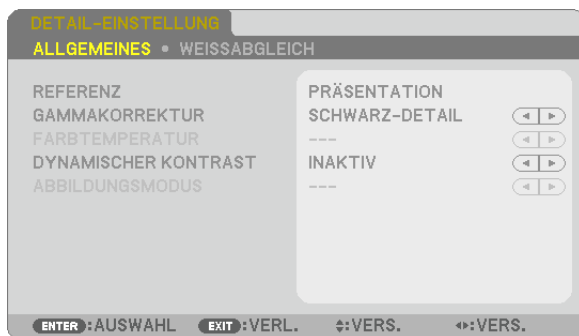 DETAIL-EINSTELLUNG
ALLGEMEINES • WEISSABGLEICH
REFERENZ PRÄSENTATION
GAMMAKORREKTUR SCHWARZ-DETAIL
FARBTEMPERATUR ---
DYNAMISCHER KONTRAST INAKTIV
ABBILDUNGSMODUS ---
ENTER :AUSWAHL EXIT :VERL. :VERS. :VERS.